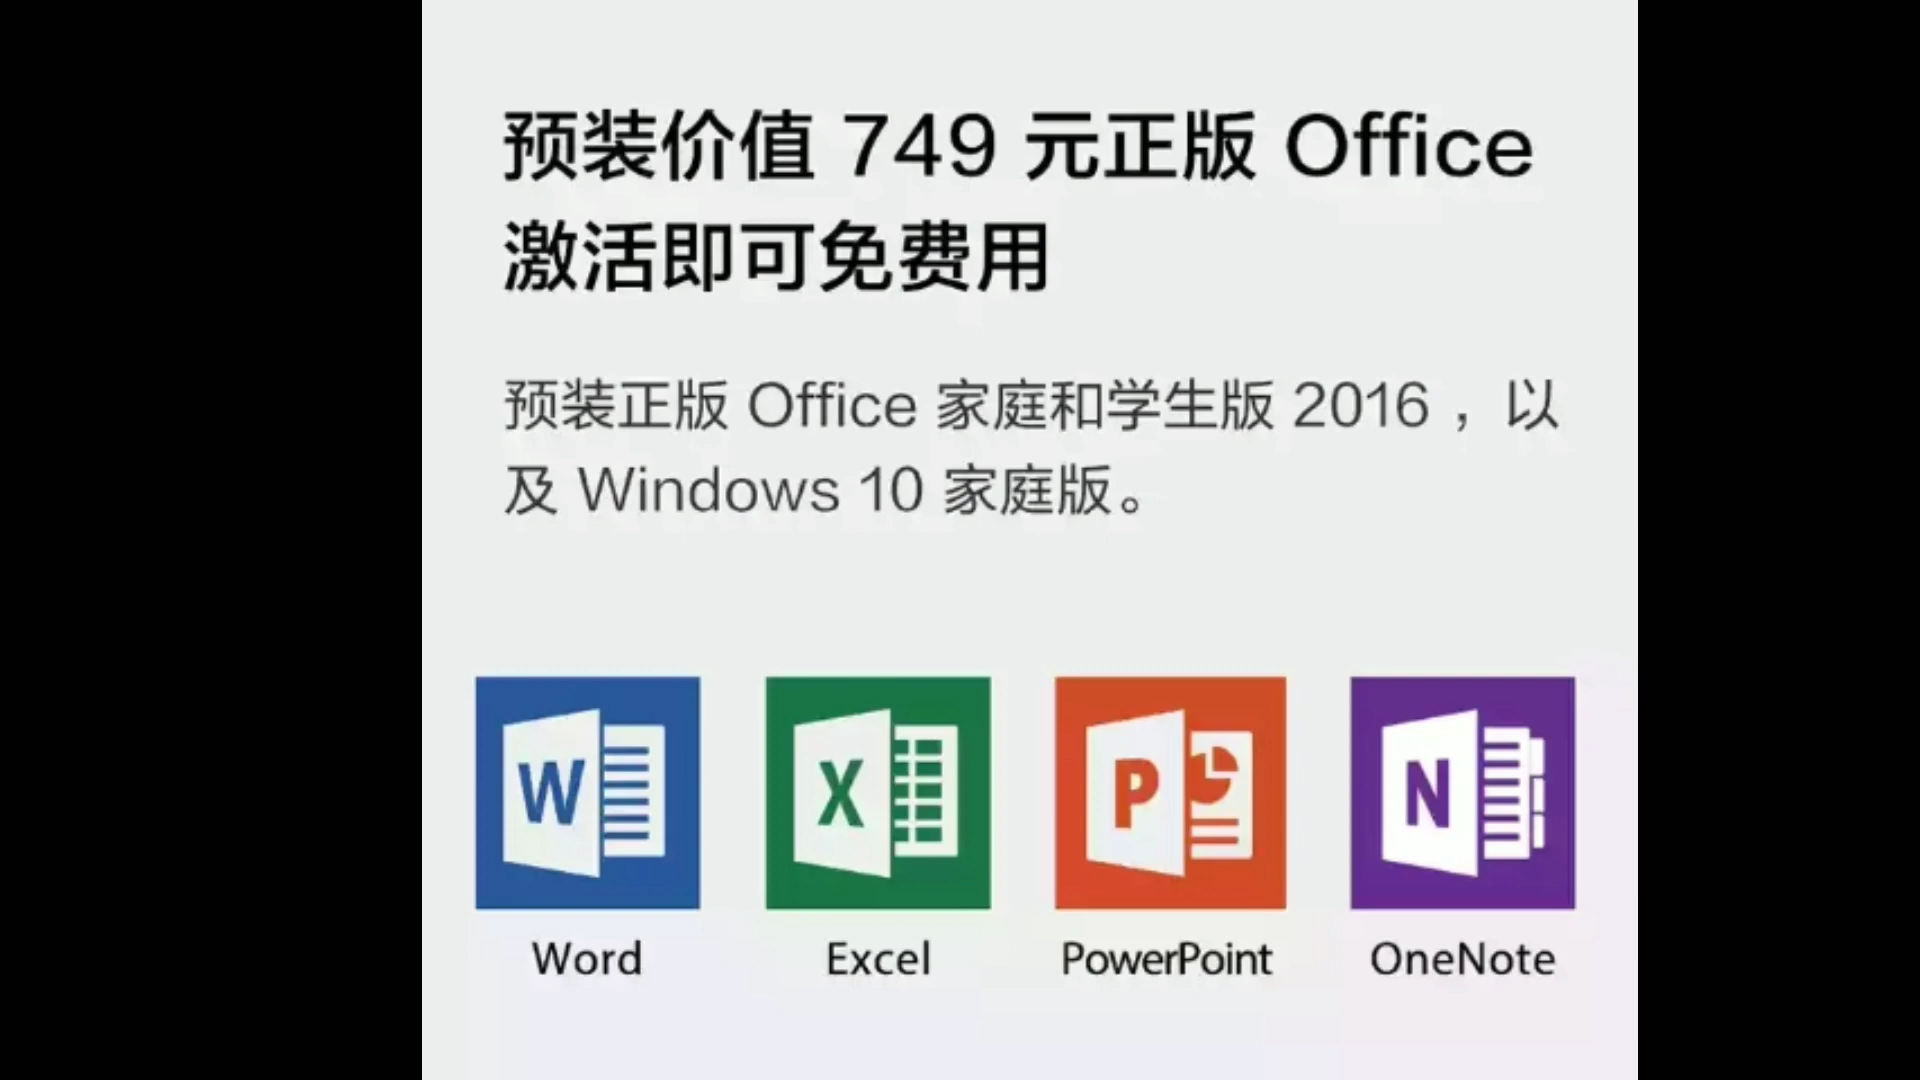 预装价值 749 元正版 Office
激活即可免费用
预装正版 Office 家庭和学生版 2016，以
及 Windows 10 家庭版。
W X P N
Word Excel PowerPoint OneNote